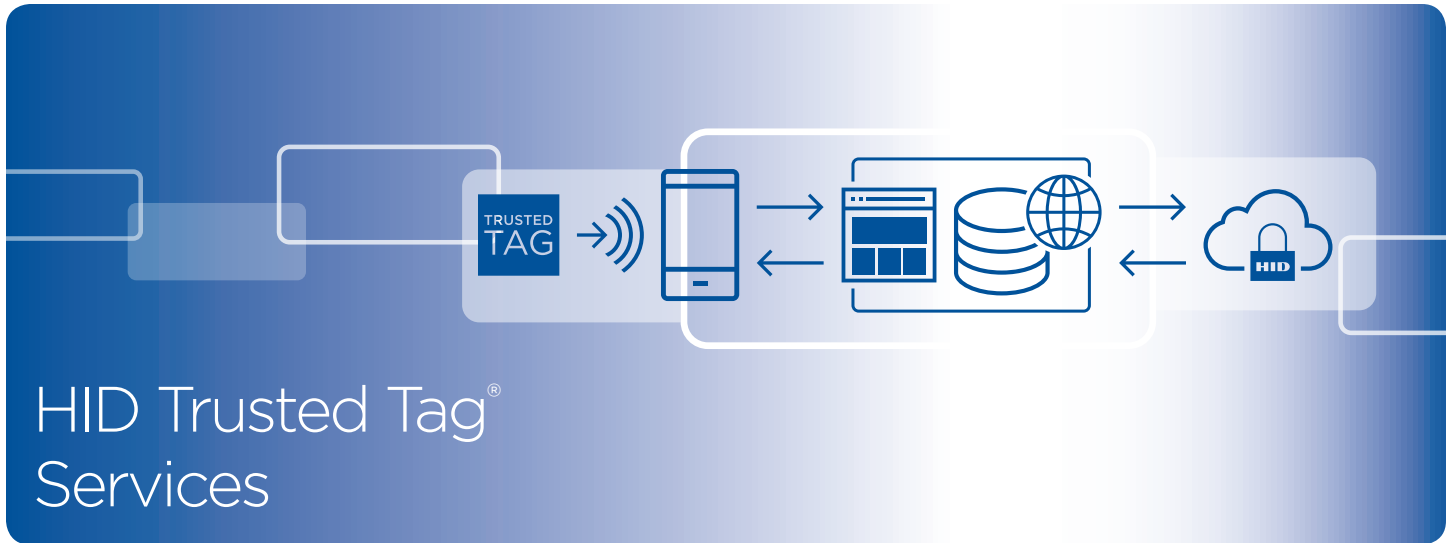 TRUSTED
TAG
HID
HID Trusted Tag®
Services